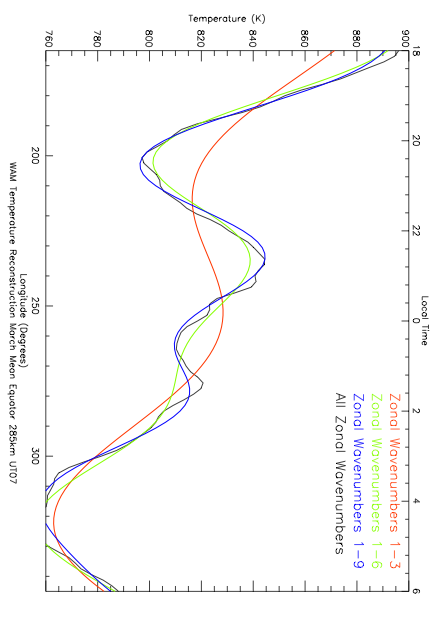 Local Time
18 20 22 0 2 4 6
900
880
860
840
820
800
780
760
Temperature (K)
Zonal Wavenumbers 1-3
Zonal Wavenumbers 1-6
Zonal Wavenumbers 1-9
All Zonal Wavenumbers
200 250 300
Longitude (Degrees)
WAM Temperature Reconstruction March Mean Equator 285km UT07